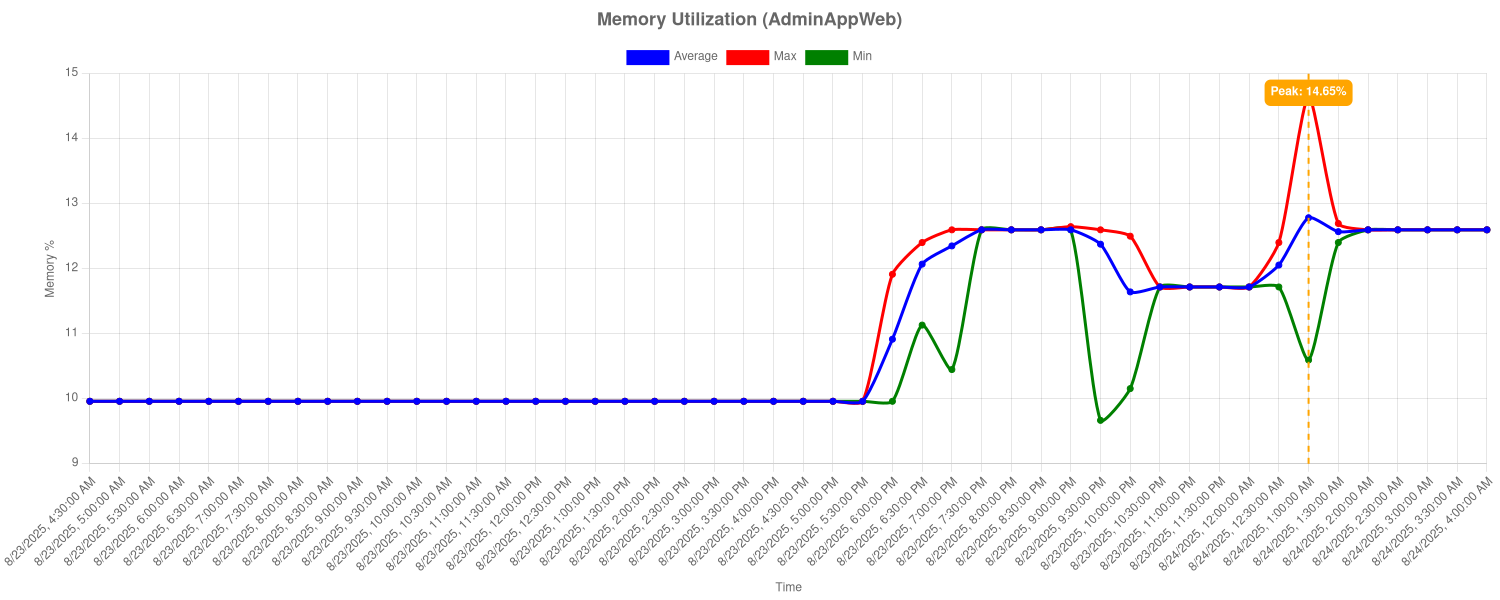 Memory Utilization (AdminAppWeb)
Average Max Min
Peak: 14.65%
15
14
13
12
11
10
9
Memory %
8/23/2025, 4:30:00 AM
8/23/2025, 5:00:00 AM
8/23/2025, 5:30:00 AM
8/23/2025, 6:00:00 AM
8/23/2025, 6:30:00 AM
8/23/2025, 7:00:00 AM
8/23/2025, 7:30:00 AM
8/23/2025, 8:00:00 AM
8/23/2025, 8:30:00 AM
8/23/2025, 9:00:00 AM
8/23/2025, 9:30:00 AM
8/23/2025, 10:00:00 AM
8/23/2025, 10:30:00 AM
8/23/2025, 11:00:00 AM
8/23/2025, 11:30:00 AM
8/23/2025, 12:00:00 PM
8/23/2025, 12:30:00 PM
8/23/2025, 1:00:00 PM
8/23/2025, 1:30:00 PM
8/23/2025, 2:00:00 PM
8/23/2025, 2:30:00 PM
8/23/2025, 3:00:00 PM
8/23/2025, 3:30:00 PM
8/23/2025, 4:00:00 PM
8/23/2025, 4:30:00 PM
8/23/2025, 5:00:00 PM
8/23/2025, 5:30:00 PM
8/23/2025, 6:00:00 PM
8/23/2025, 6:30:00 PM
8/23/2025, 7:00:00 PM
8/23/2025, 7:30:00 PM
8/23/2025, 8:00:00 PM
8/23/2025, 8:30:00 PM
8/23/2025, 9:00:00 PM
8/23/2025, 9:30:00 PM
8/23/2025, 10:00:00 PM
8/23/2025, 10:30:00 PM
8/23/2025, 11:00:00 PM
8/23/2025, 11:30:00 PM
8/24/2025, 12:00:00 AM
8/24/2025, 12:30:00 AM
8/24/2025, 1:00:00 AM
8/24/2025, 1:30:00 AM
8/24/2025, 2:00:00 AM
8/24/2025, 2:30:00 AM
8/24/2025, 3:00:00 AM
8/24/2025, 3:30:00 AM
8/24/2025, 4:00:00 AM
Time